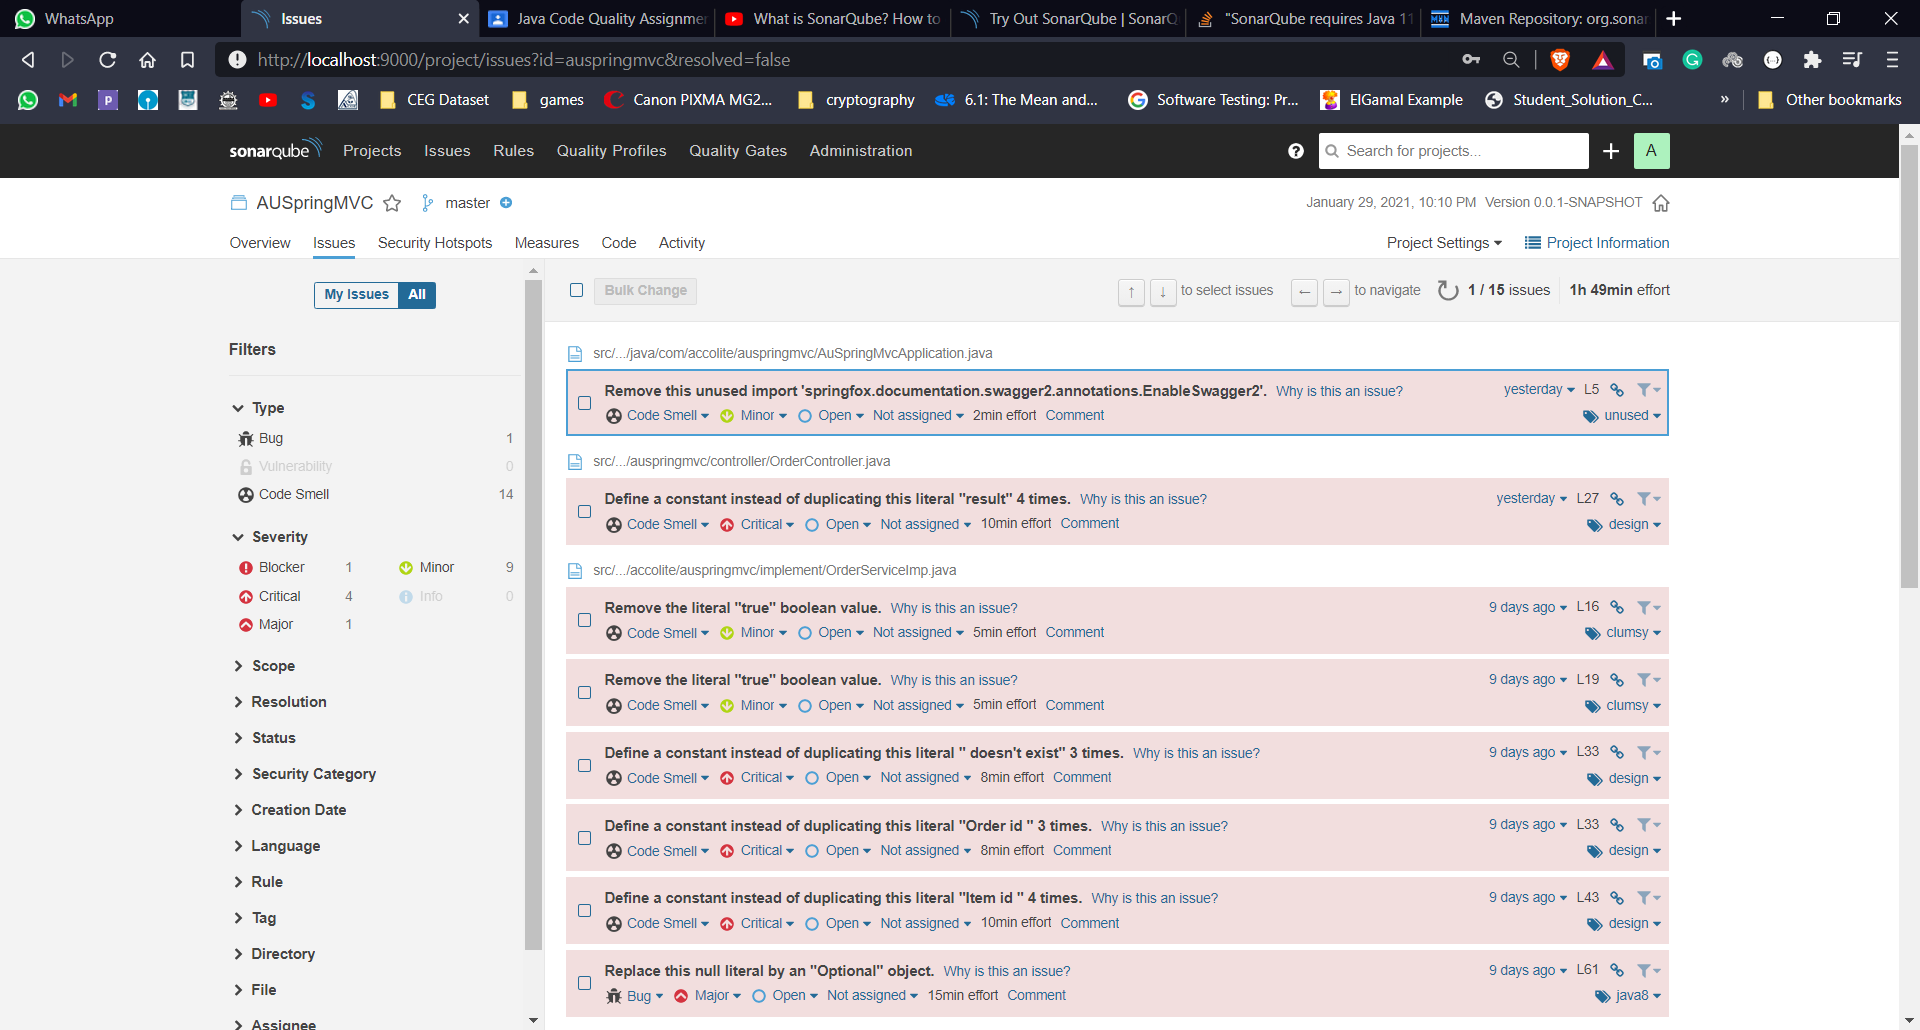 WhatsApp
Issues
Java Code Quality Assignmen
What is SonarQube? How to
Try Out SonarQube | SonarQ
"SonarQube requires Java 11
Maven Repository: org.sonar
http://localhost:9000/project/issues?id=auspringmvc&resolved=false
CEG Dataset
games
Canon PIXMA MG2...
cryptography
6.1: The Mean and...
Software Testing: Pr...
ElGamal Example
Student_Solution_C...
»
Other bookmarks
sonarqube Projects Issues Rules Quality Profiles Quality Gates Administration
Search for projects...
A
AUSpringMVC master
January 29, 2021, 10:10 PM Version 0.0.1-SNAPSHOT
Overview Issues Security Hotspots Measures Code Activity
Project Settings Project Information
My Issues All
Filters
Type
Bug 1
Vulnerability 0
Code Smell 14
Severity
Blocker 1 Minor 9
Critical 4 Info 0
Major 1
Scope
Resolution
Status
Security Category
Creation Date
Language
Rule
Tag
Directory
File
Assignee
Bulk Change
↑ ↓ to select issues ← → to navigate 1 / 15 issues 1h 49min effort
src/.../java/com/accolite/auspringmvc/AuSpringMvcApplication.java
Remove this unused import 'springfox.documentation.swagger2.annotations.EnableSwagger2'. Why is this an issue? yesterday L5
Code Smell Minor Open Not assigned 2min effort Comment unused
src/.../auspringmvc/controller/OrderController.java
Define a constant instead of duplicating this literal "result" 4 times. Why is this an issue? yesterday L27
Code Smell Critical Open Not assigned 10min effort Comment design
src/.../accolite/auspringmvc/implement/OrderServiceImp.java
Remove the literal "true" boolean value. Why is this an issue? 9 days ago L16
Code Smell Minor Open Not assigned 5min effort Comment clumsy
Remove the literal "true" boolean value. Why is this an issue? 9 days ago L19
Code Smell Minor Open Not assigned 5min effort Comment clumsy
Define a constant instead of duplicating this literal " doesn't exist" 3 times. Why is this an issue? 9 days ago L33
Code Smell Critical Open Not assigned 8min effort Comment design
Define a constant instead of duplicating this literal "Order id " 3 times. Why is this an issue? 9 days ago L33
Code Smell Critical Open Not assigned 8min effort Comment design
Define a constant instead of duplicating this literal "Item id " 4 times. Why is this an issue? 9 days ago L43
Code Smell Critical Open Not assigned 10min effort Comment design
Replace this null literal by an "Optional" object. Why is this an issue? 9 days ago L61
Bug Major Open Not assigned 15min effort Comment java8